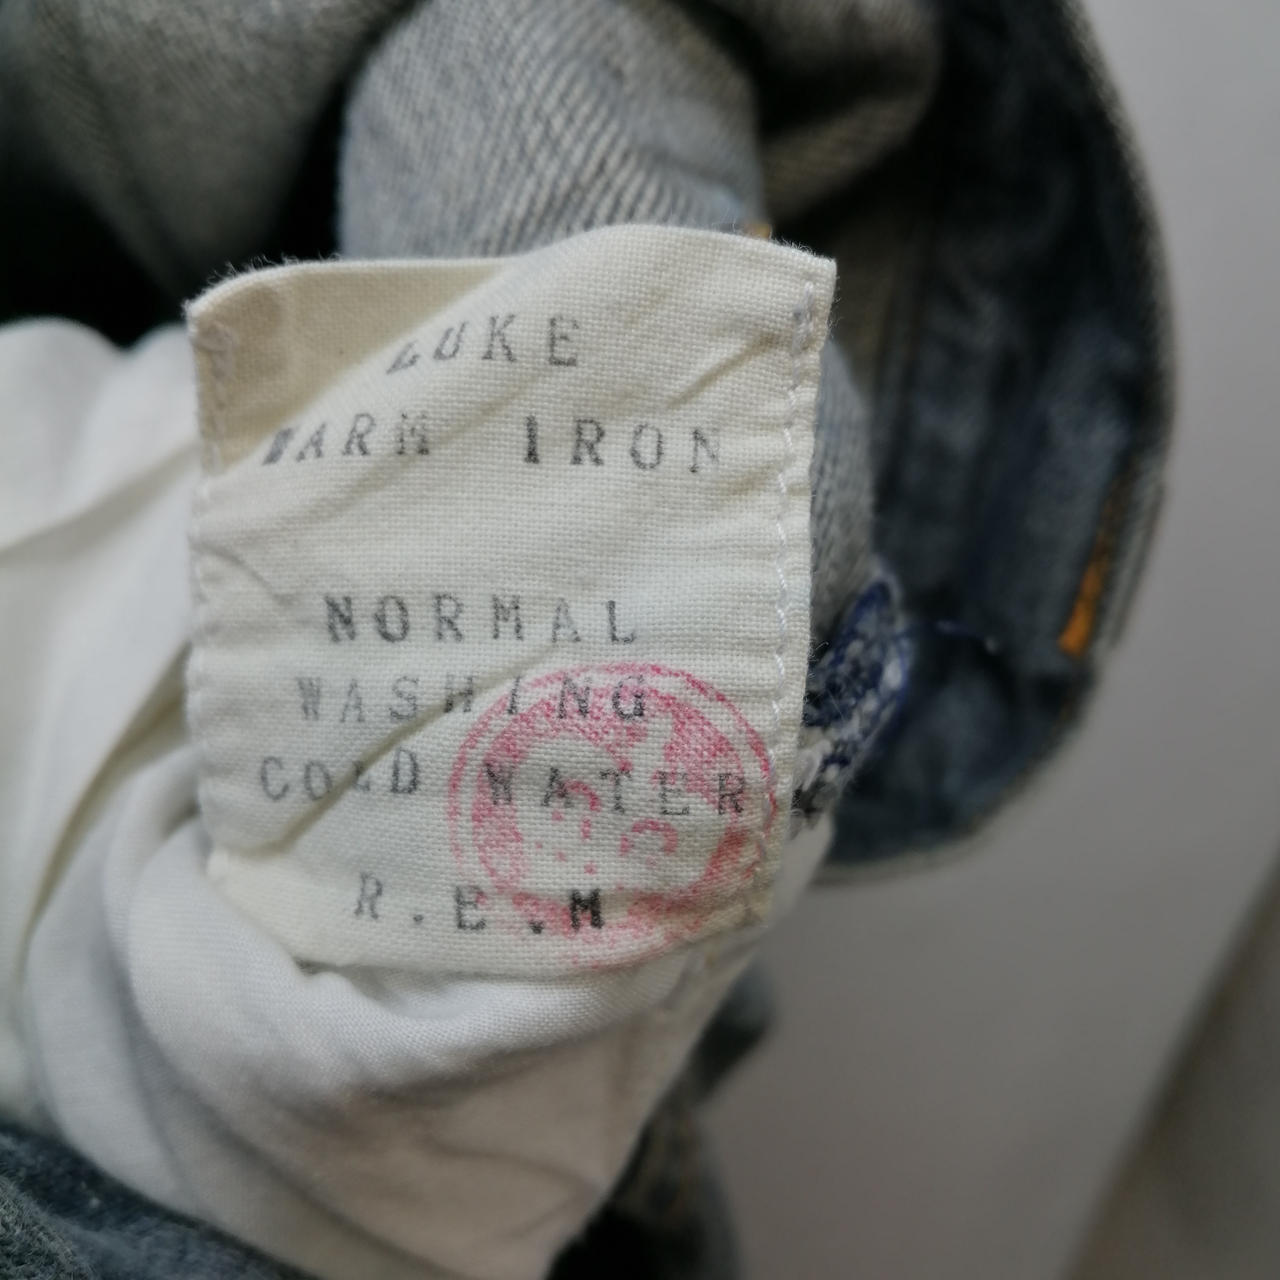 LUKE
WARM IRON
NORMAL
WASHING
COLD WATER
R.E.M